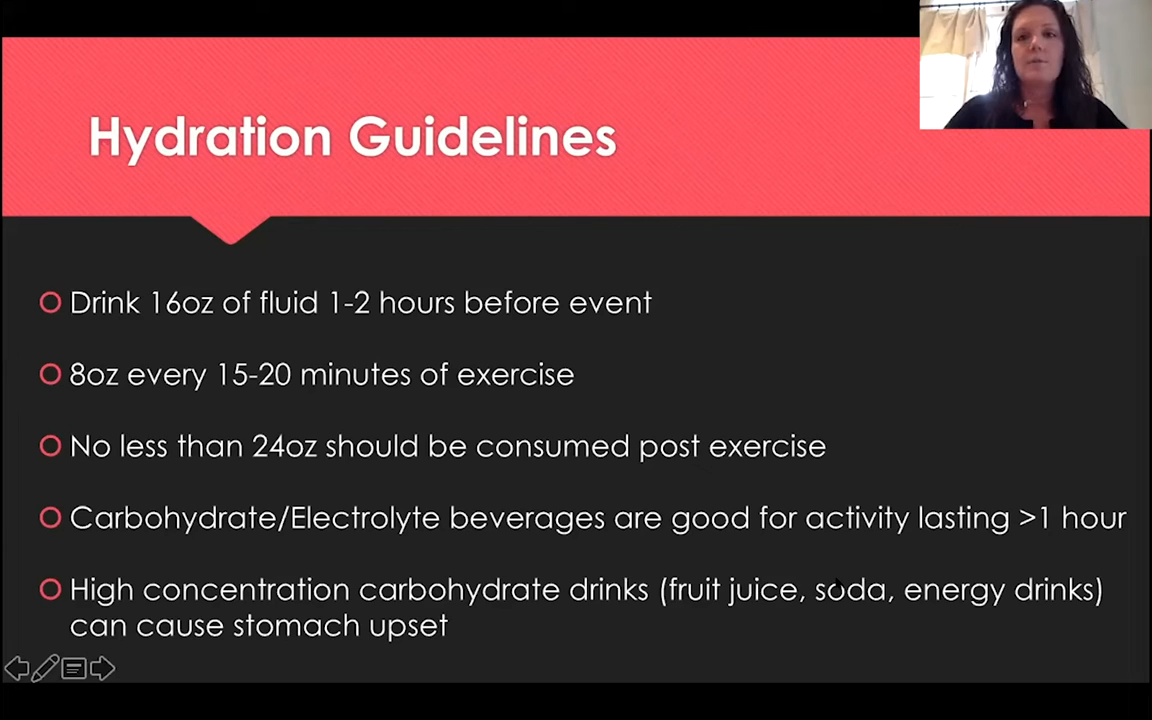 Hydration Guidelines
Drink 16oz of fluid 1-2 hours before event
8oz every 15-20 minutes of exercise
No less than 24oz should be consumed post exercise
Carbohydrate/Electrolyte beverages are good for activity lasting >1 hour
High concentration carbohydrate drinks (fruit juice, soda, energy drinks)
can cause stomach upset